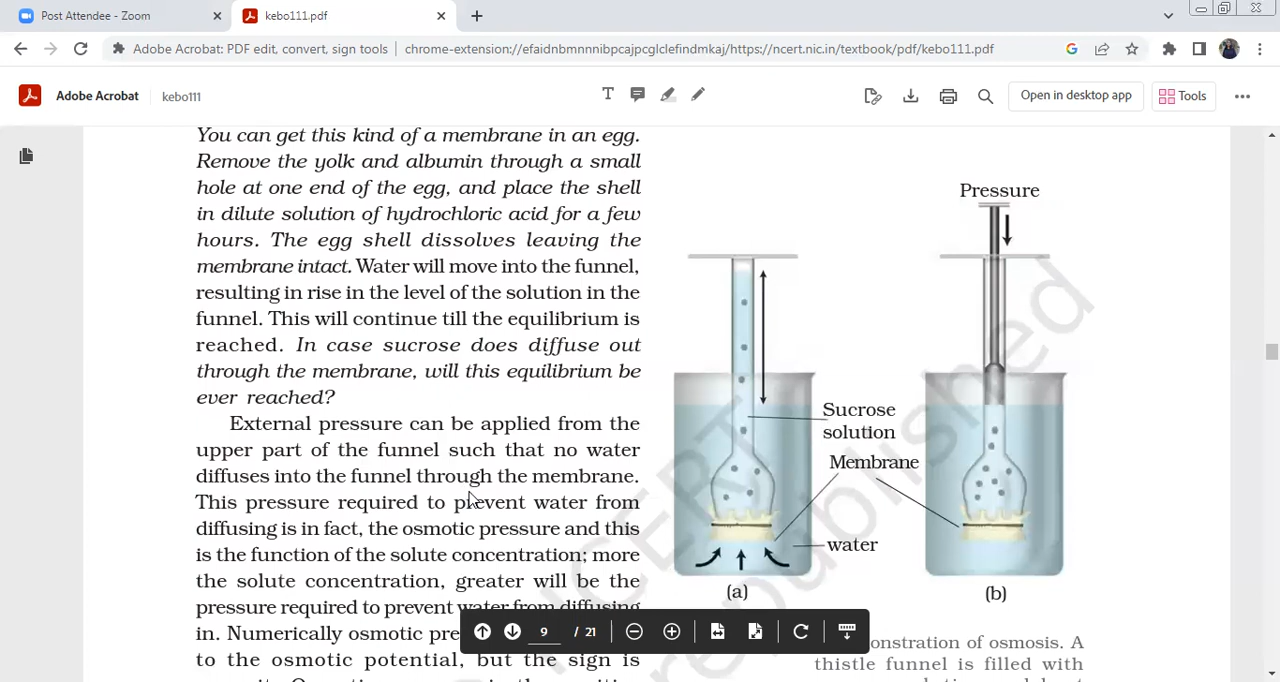 Post Attendee - Zoom
kebo111.pdf
Adobe Acrobat: PDF edit, convert, sign tools
chrome-extension://efaidnbmnnnibpcajpcglclefindmkaj/https://ncert.nic.in/textbook/pdf/kebo111.pdf
Adobe Acrobat
kebo111
Open in desktop app
Tools
You can get this kind of a membrane in an egg.
Remove the yolk and albumin through a small
hole at one end of the egg, and place the shell
in dilute solution of hydrochloric acid for a few
hours. The egg shell dissolves leaving the
membrane intact. Water will move into the funnel,
resulting in rise in the level of the solution in the
funnel. This will continue till the equilibrium is
reached. In case sucrose does diffuse out
through the membrane, will this equilibrium be
ever reached?
External pressure can be applied from the
upper part of the funnel such that no water
diffuses into the funnel through the membrane.
This pressure required to prevent water from
diffusing is in fact, the osmotic pressure and this
is the function of the solute concentration; more
the solute concentration, greater will be the
pressure required to prevent water from diffusing
in. Numerically osmotic pre
to the osmotic potential, but the sign is
Pressure
Sucrose
solution
Membrane
water
(a)
(b)
onstration of osmosis. A
thistle funnel is filled with
9 / 21
NCERT
republished